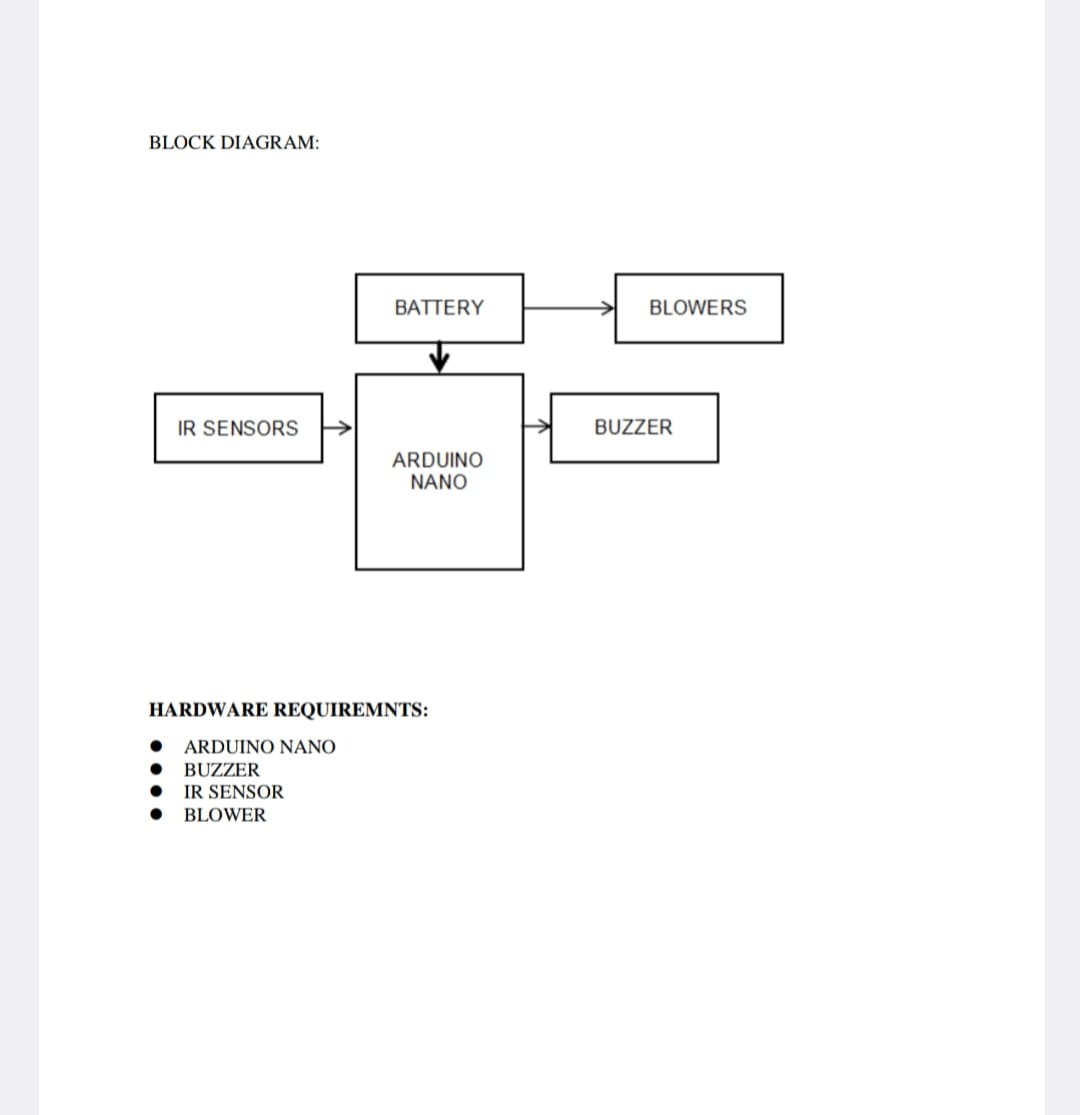 BLOCK DIAGRAM:
BATTERY
BLOWERS
IR SENSORS
BUZZER
ARDUINO
NANO
HARDWARE REQUIREMNTS:
● ARDUINO NANO
● BUZZER
● IR SENSOR
● BLOWER